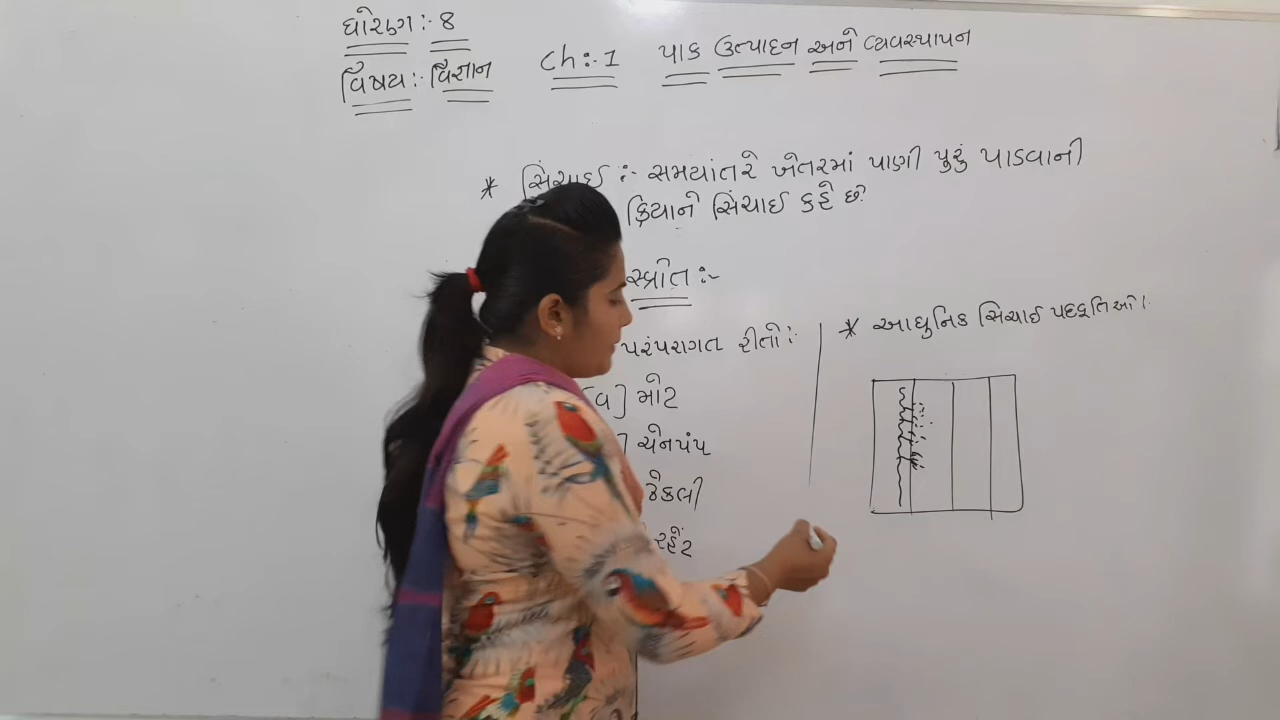 ધોરણ:- 8
વિષય:- વિજ્ઞાન
Ch:-1 પાક ઉત્પાદન અને વ્યવસ્થાપન
* સિંચાઈ :- સમયાંતરે ખેતરમાં પાણી પુરું પાડવાની
ક્રિયાને સિંચાઈ કહે છે.
સ્ત્રોત :-
પરંપરાગત રીતો:
મોટ
ચેનપંપ
ઢેકલી
રહેંટ
* આધુનિક સિંચાઈ પદ્ધતિઓ: